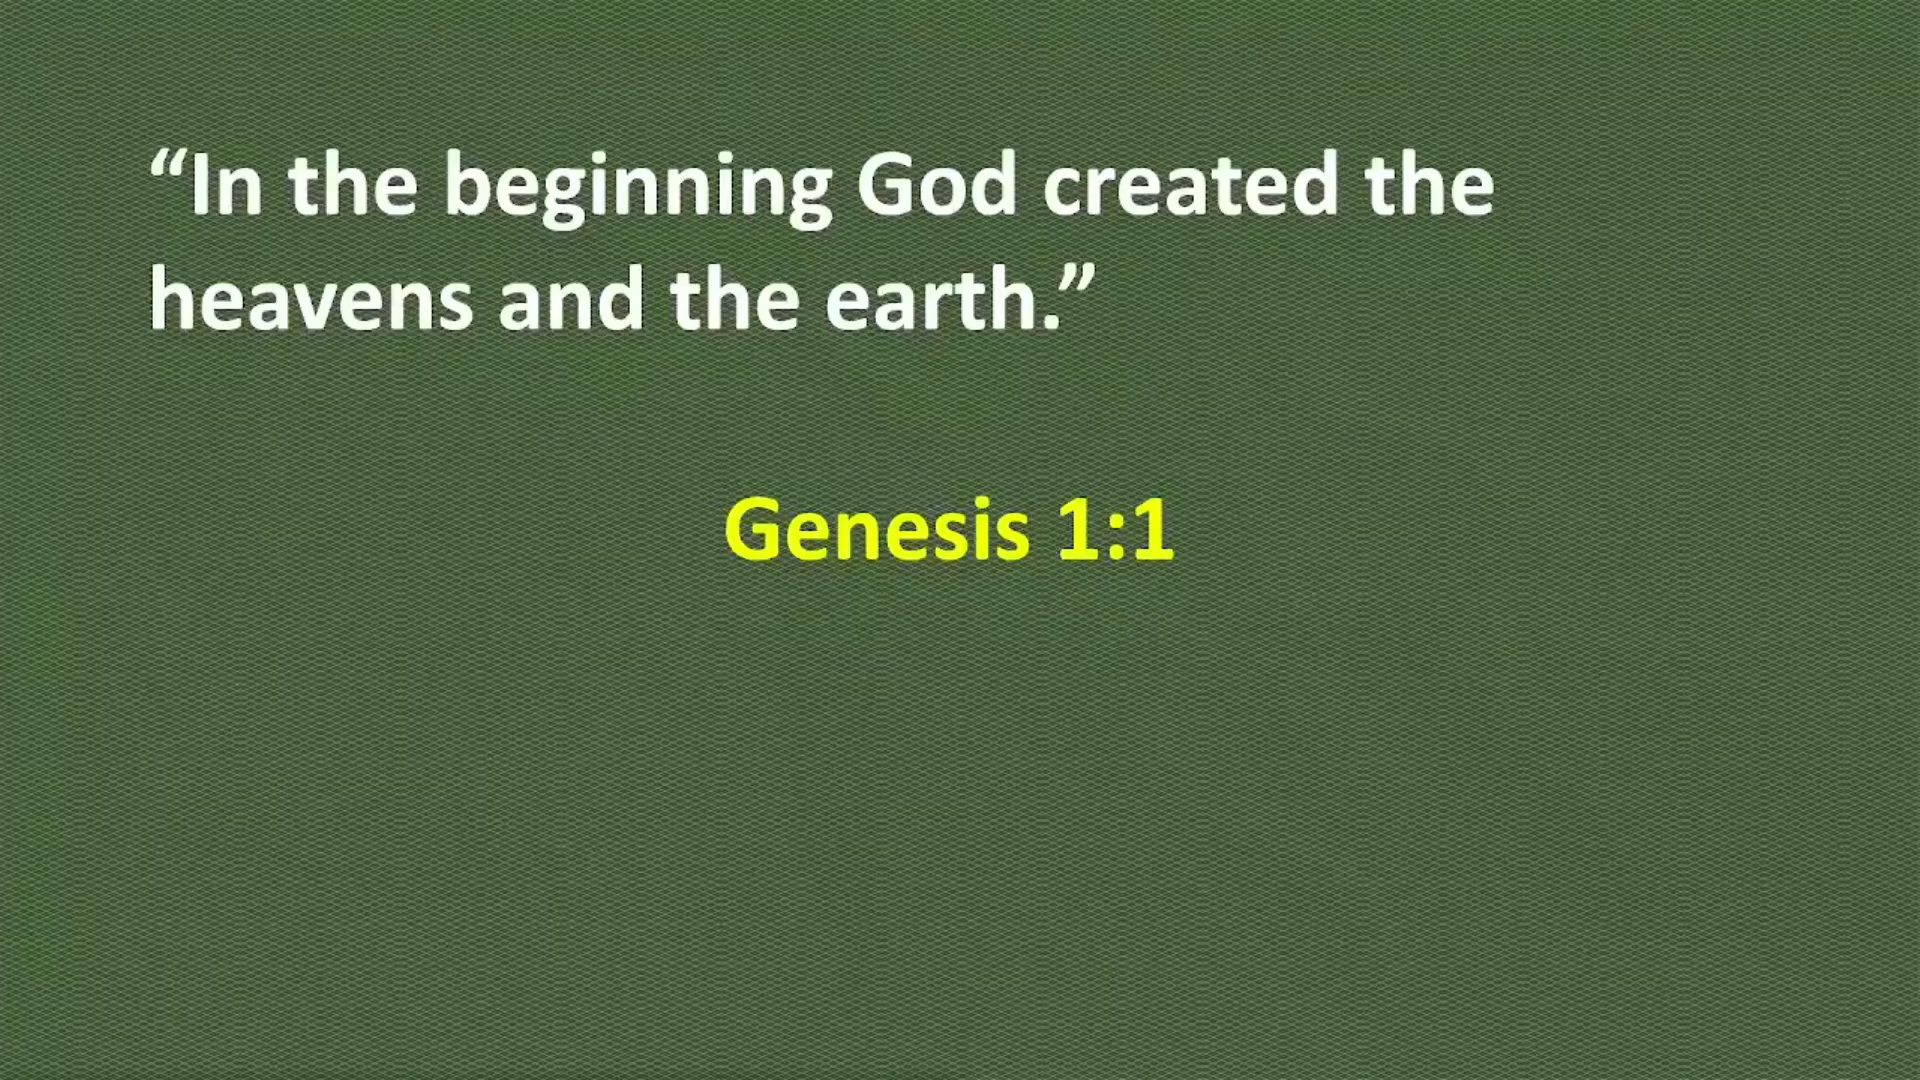 “In the beginning God created the
heavens and the earth.”
Genesis 1:1